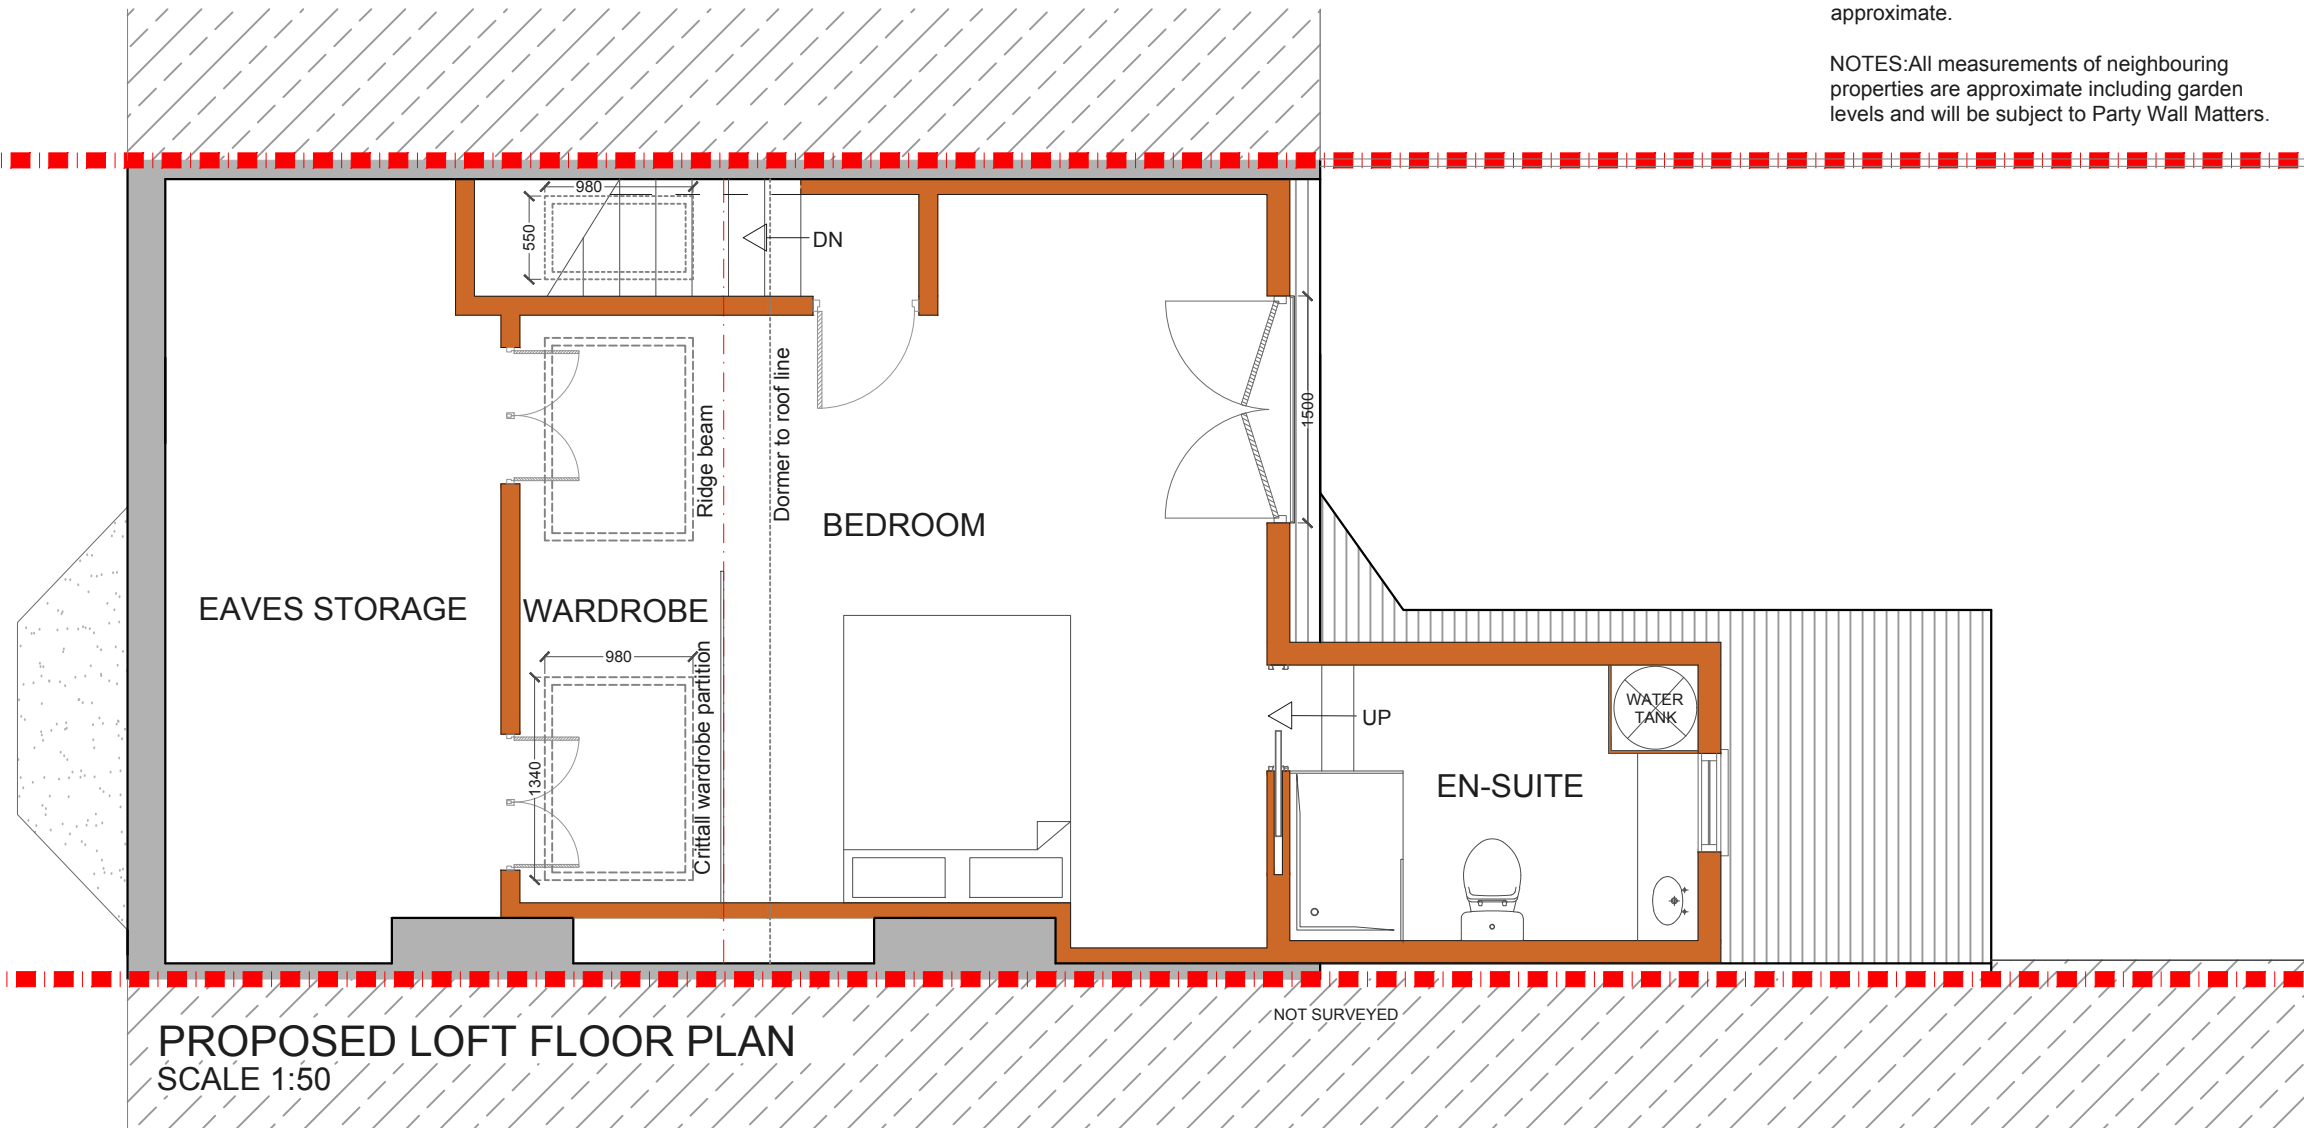 approximate.
NOTES:All measurements of neighbouring
properties are approximate including garden
levels and will be subject to Party Wall Matters.
980
550
DN
Ridge beam
Dormer to roof line
1500
BEDROOM
EAVES STORAGE
WARDROBE
980
1340
Crittall wardrobe partition
WATER
TANK
UP
EN-SUITE
NOT SURVEYED
PROPOSED LOFT FLOOR PLAN
SCALE 1:50